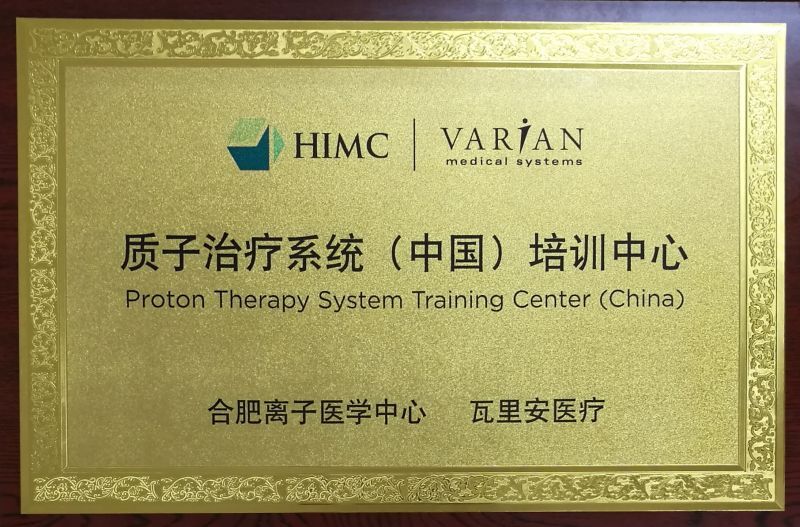 HIMC
VARIAN
medical systems
质子治疗系统（中国）培训中心
Proton Therapy System Training Center (China)
合肥离子医学中心 瓦里安医疗